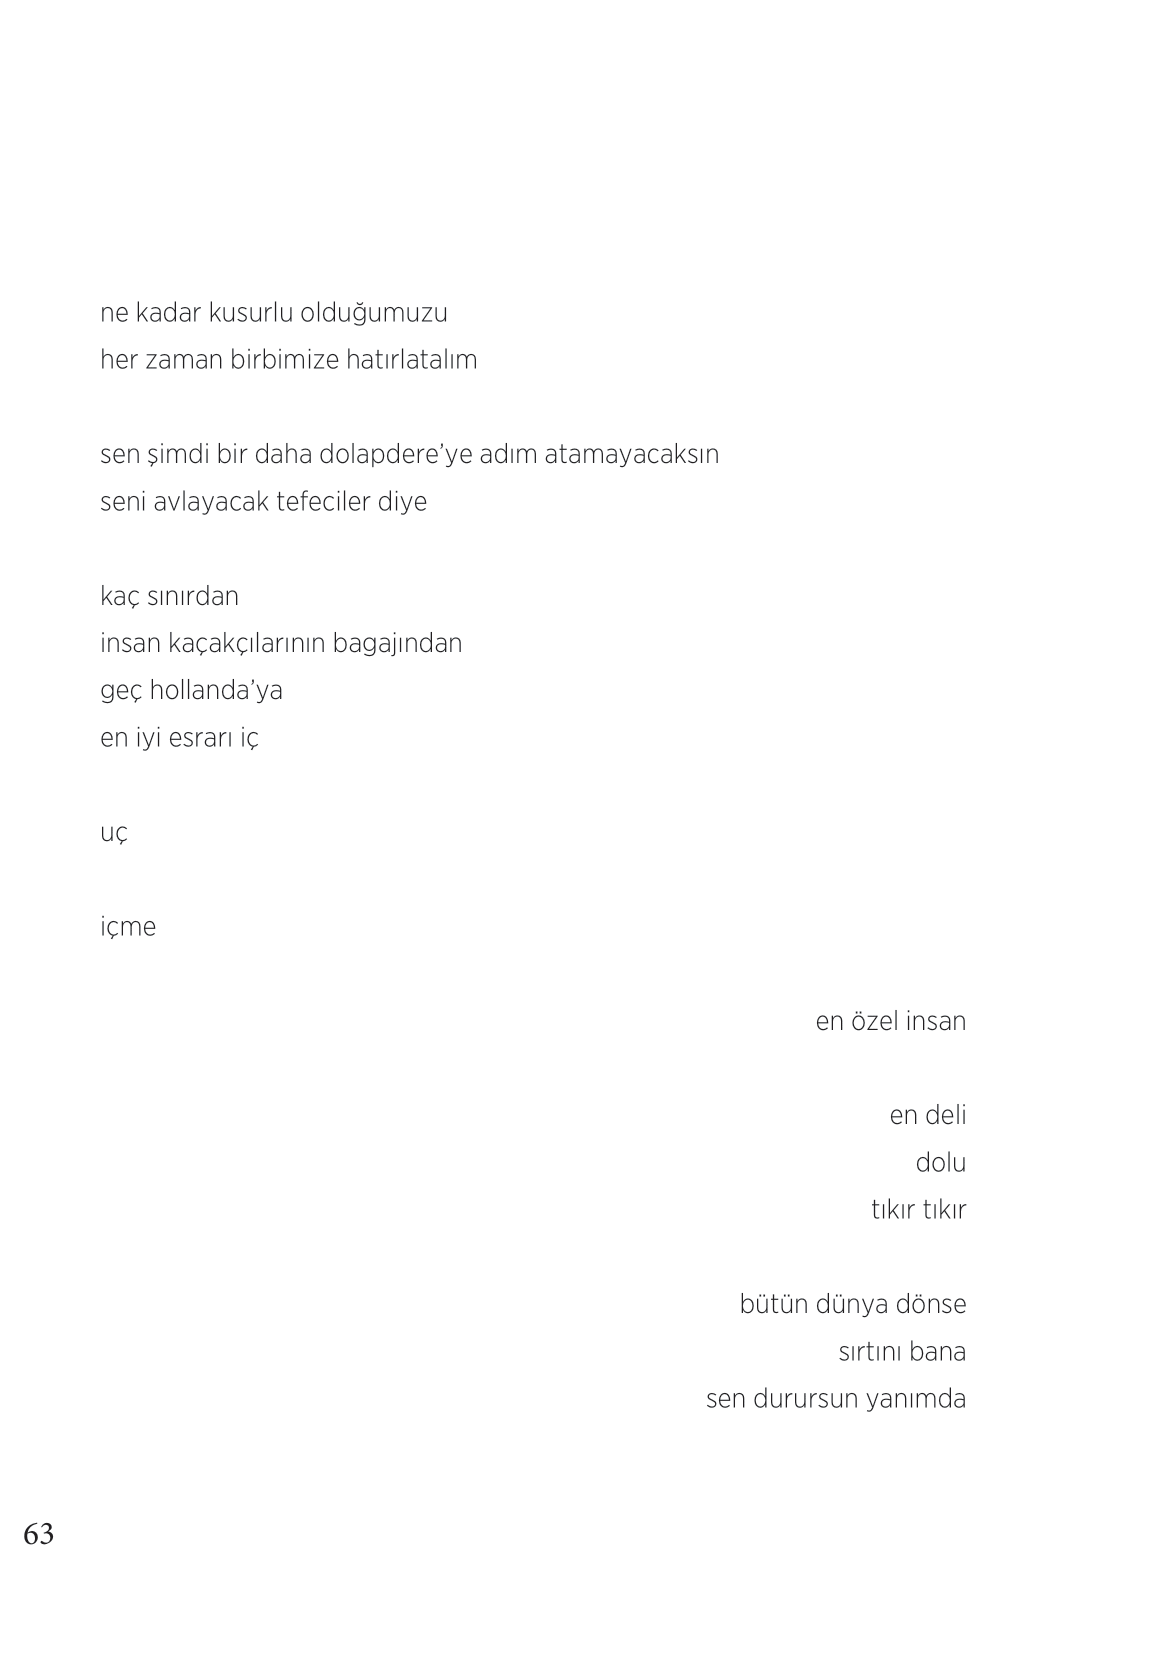 ne kadar kusurlu olduğumuzu
her zaman birbimize hatırlatalım
sen şimdi bir daha dolapdere’ye adım atamayacaksın
seni avlayacak tefeciler diye
kaç sınırdan
insan kaçakçılarının bagajından
geç hollanda’ya
en iyi esrarı iç
uç
içme
en özel insan
en deli
dolu
tıkır tıkır
bütün dünya dönse
sırtını bana
sen durursun yanımda
63